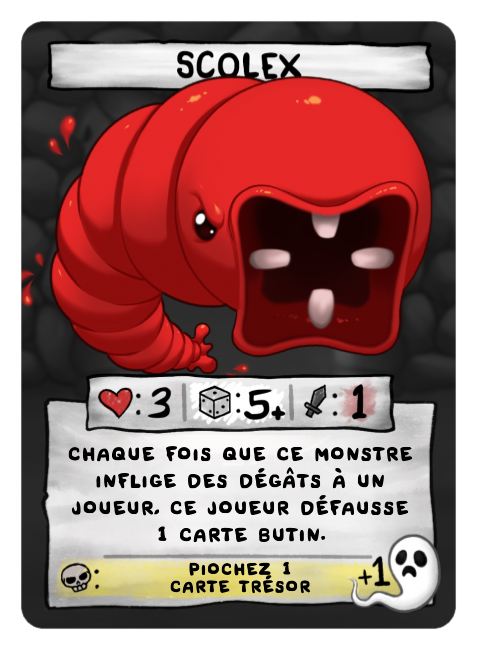 SCOLEX
:3 :5+ :1
CHAQUE FOIS QUE CE MONSTRE
INFLIGE DES DÉGÂTS À UN
JOUEUR, CE JOUEUR DÉFAUSSE
1 CARTE BUTIN.
: PIOCHEZ 1
CARTE TRÉSOR
+1